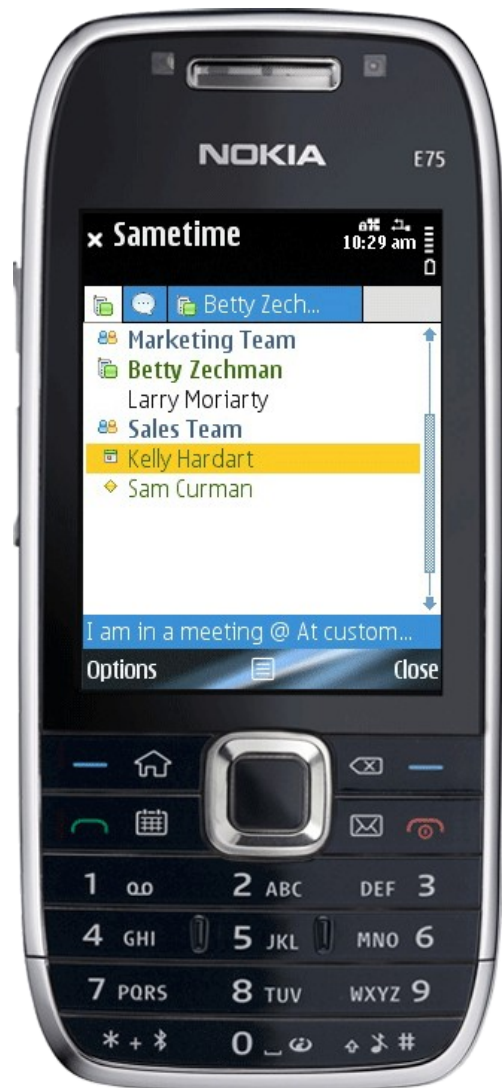 NOKIA
E75
Sametime
10:29 am
Betty Zech...
Marketing Team
Betty Zechman
Larry Moriarty
Sales Team
Kelly Hardart
Sam Curman
I am in a meeting @ At custom...
Options Close
1 2 ABC DEF 3
4 GHI 5 JKL MNO 6
7 PQRS 8 TUV WXYZ 9
* + 0 #